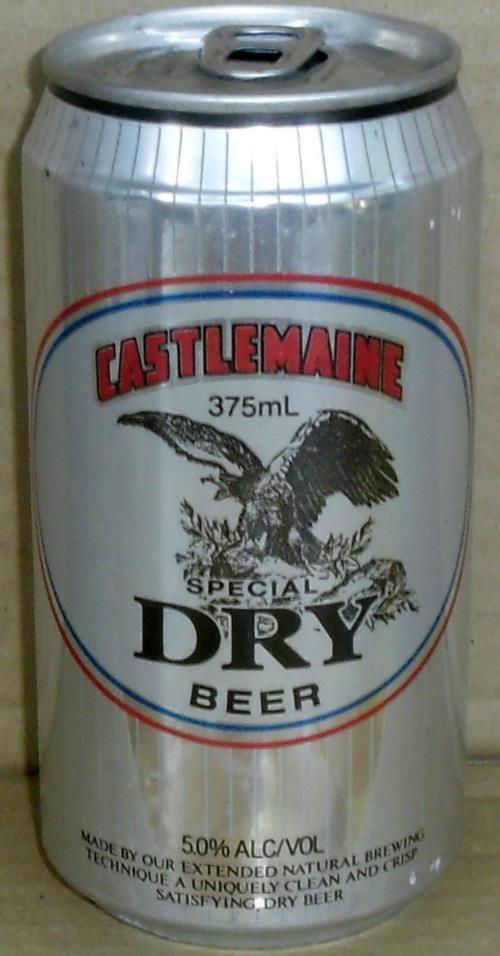 CASTLEMAINE
375mL
SPECIAL
DRY
BEER
5.0% ALC/VOL
MADE BY OUR EXTENDED NATURAL BREWING
TECHNIQUE A UNIQUELY CLEAN AND CRISP
SATISFYING DRY BEER